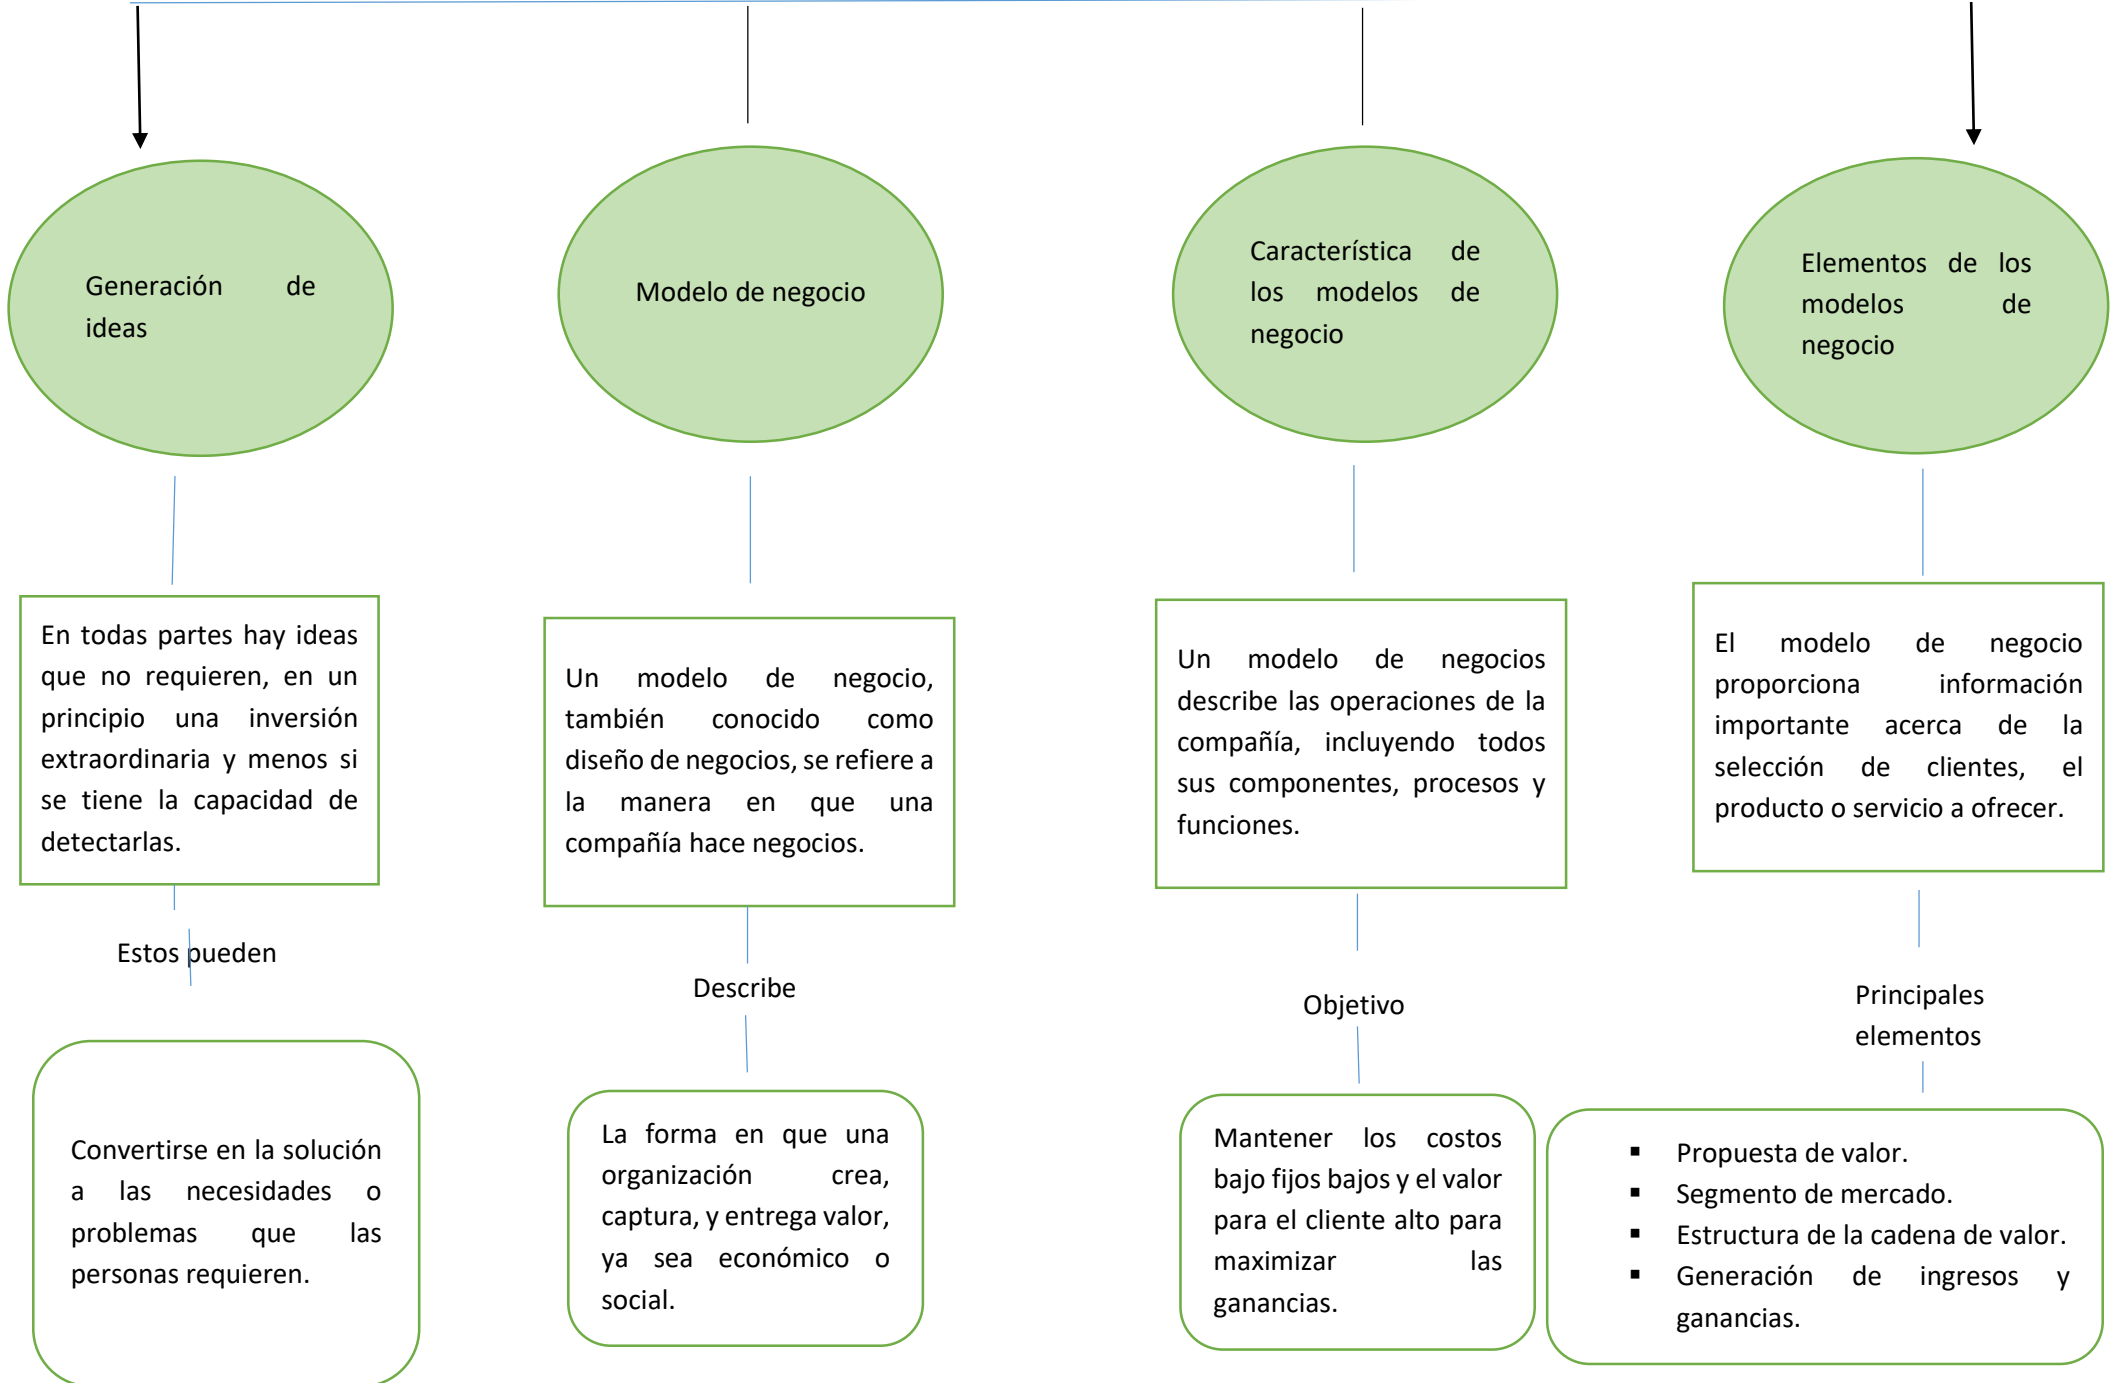 Generación de
ideas
Modelo de negocio
Característica de
los modelos de
negocio
Elementos de los
modelos de
negocio
En todas partes hay ideas
que no requieren, en un
principio una inversión
extraordinaria y menos si
se tiene la capacidad de
detectarlas.
Un modelo de negocio,
también conocido como
diseño de negocios, se refiere a
la manera en que una
compañía hace negocios.
Un modelo de negocios
describe las operaciones de la
compañía, incluyendo todos
sus componentes, procesos y
funciones.
El modelo de negocio
proporciona información
importante acerca de la
selección de clientes, el
producto o servicio a ofrecer.
Estos pueden
Describe
Objetivo
Principales
elementos
Convertirse en la solución
a las necesidades o
problemas que las
personas requieren.
La forma en que una
organización crea,
captura, y entrega valor,
ya sea económico o
social.
Mantener los costos
bajo fijos bajos y el valor
para el cliente alto para
maximizar las
ganancias.
▪ Propuesta de valor.
▪ Segmento de mercado.
▪ Estructura de la cadena de valor.
▪ Generación de ingresos y
ganancias.